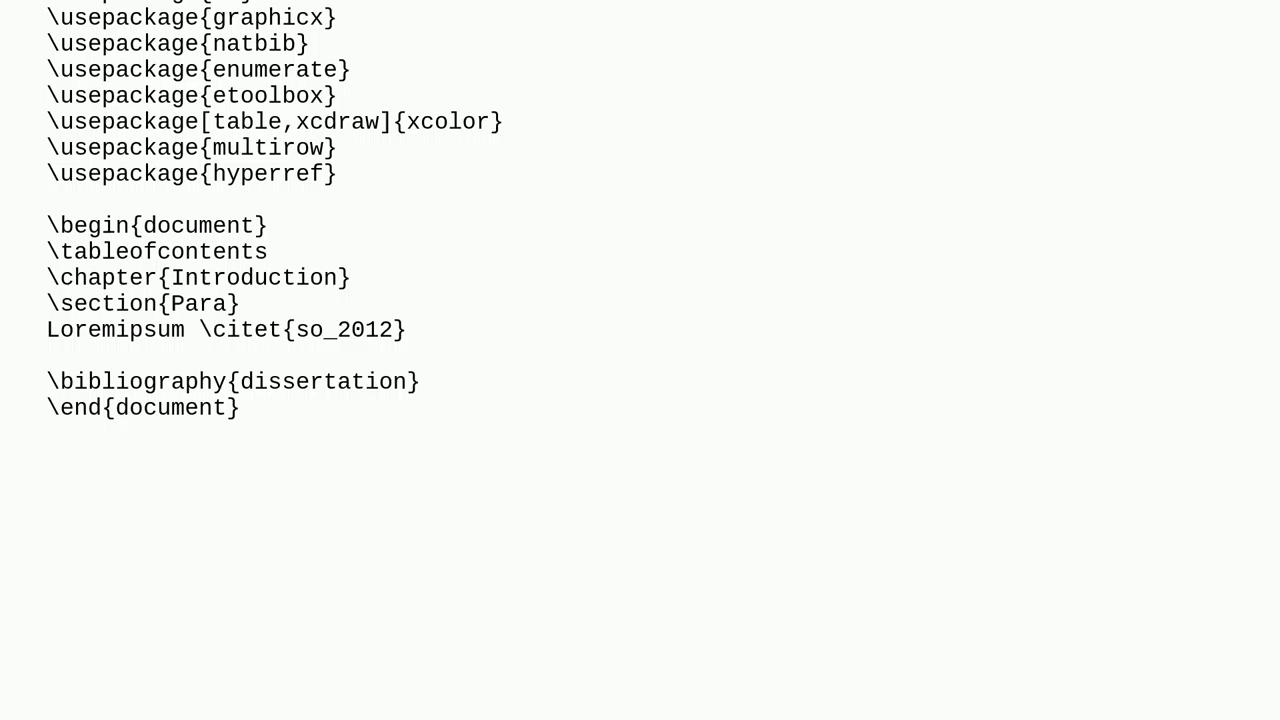 \usepackage{graphicx}
\usepackage{natbib}
\usepackage{enumerate}
\usepackage{etoolbox}
\usepackage[table,xcdraw]{xcolor}
\usepackage{multirow}
\usepackage{hyperref}
\begin{document}
\tableofcontents
\chapter{Introduction}
\section{Para}
Loremipsum \citet{so_2012}
\bibliography{dissertation}
\end{document}